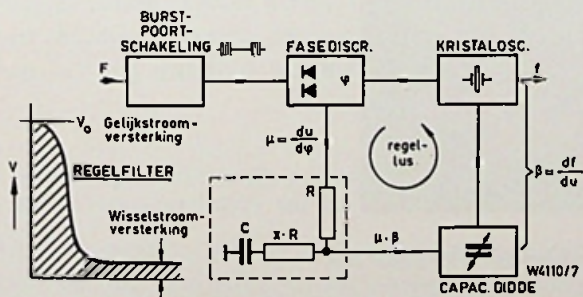 BURST-
POORT-
SCHAKELING
FASEDISCR.
KRISTALOSC.
F
φ
f
V₀ Gelijkstroom-
versterking
μ = du/dφ
regel-
lus
β = df/du
V
REGELFILTER
R
Wisselstroom-
versterking
C
x·R
μ·β
W4110/7
CAPAC. DIODE